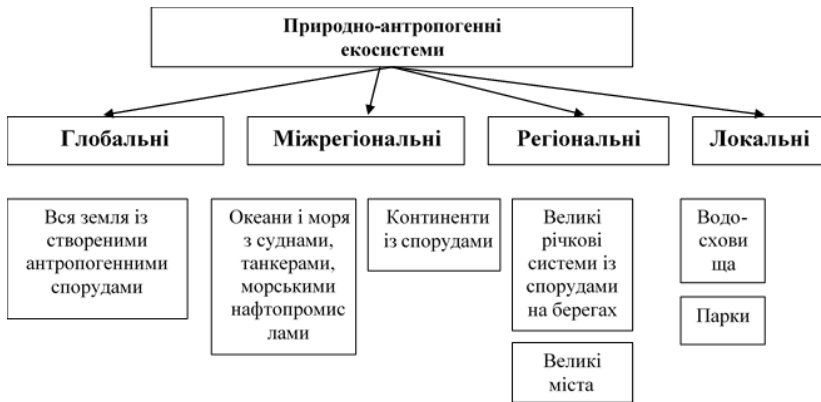 Природно-антропогенні
екосистеми
Глобальні
Міжрегіональні
Регіональні
Локальні
Вся земля із
створеними
антропогенними
спорудами
Океани і моря
з суднами,
танкерами,
морськими
нафтопромис
лами
Континенти
із спорудами
Великі
річкові
системи із
спорудами
на берегах
Великі
міста
Водо-
схови
ща
Парки